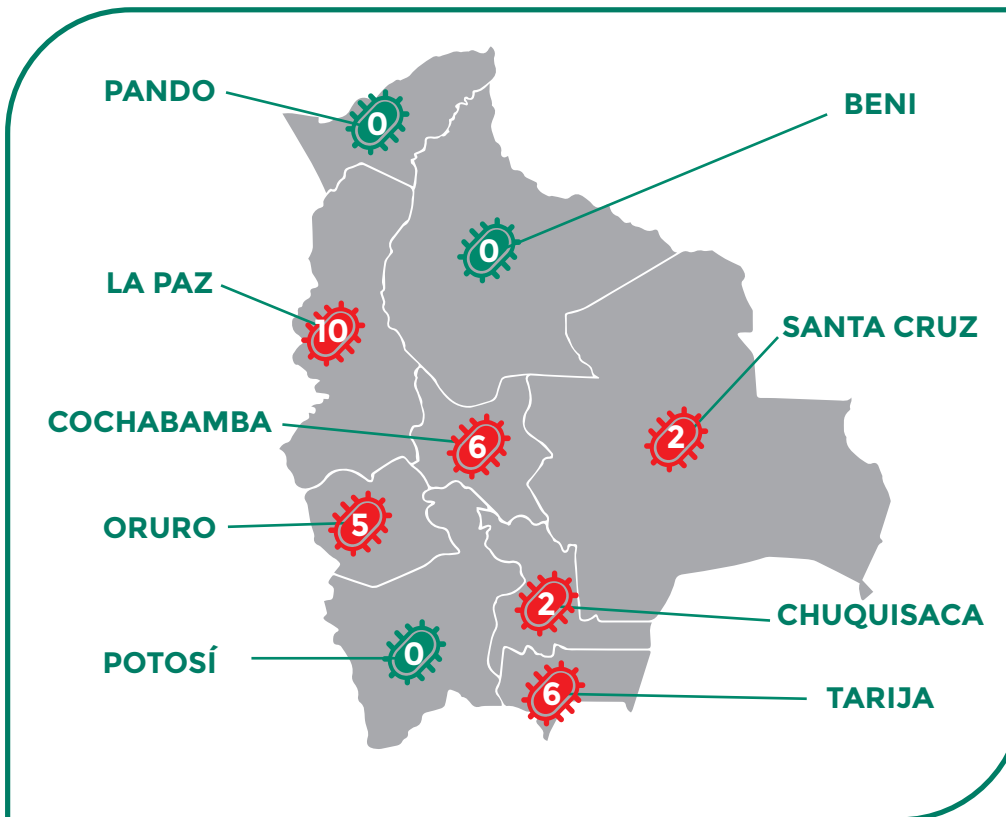 PANDO
0
BENI
0
LA PAZ
10
SANTA CRUZ
2
COCHABAMBA
6
ORURO
5
CHUQUISACA
2
POTOSÍ
0
TARIJA
6